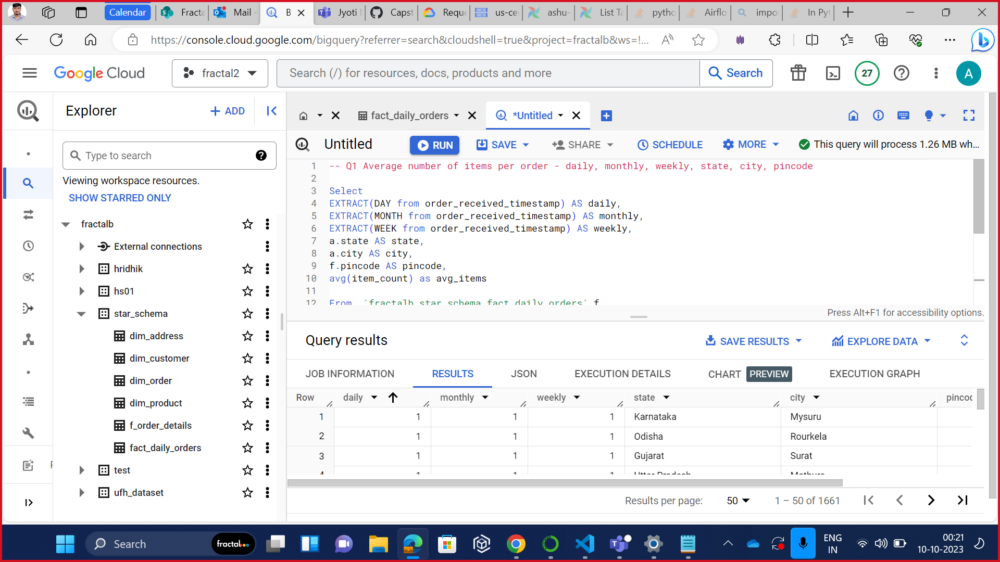 Calendar
Fracta
Mail -
B
Jyoti
Capst
Reque
us-cer
ashu-
List Ta
pytho
Airflo
impor
In Pyt
https://console.cloud.google.com/bigquery?referrer=search&cloudshell=true&project=fractalb&ws=!...
Google Cloud
fractal2
Search (/) for resources, docs, products and more
Search
27
A
Explorer
+ ADD
fact_daily_orders
*Untitled
Untitled
RUN
SAVE
SHARE
SCHEDULE
MORE
This query will process 1.26 MB wh...
Type to search
Viewing workspace resources.
SHOW STARRED ONLY
fractalb
External connections
hridhik
hs01
star_schema
dim_address
dim_customer
dim_order
dim_product
f_order_details
fact_daily_orders
test
ufh_dataset
1 -- Q1 Average number of items per order - daily, monthly, weekly, state, city, pincode
2
3 Select
4 EXTRACT(DAY from order_received_timestamp) AS daily,
5 EXTRACT(MONTH from order_received_timestamp) AS monthly,
6 EXTRACT(WEEK from order_received_timestamp) AS weekly,
7 a.state AS state,
8 a.city AS city,
9 f.pincode AS pincode,
10 avg(item_count) as avg_items
11
12 From `fractalb.star_schema.fact_daily_orders` f
Press Alt+F1 for accessibility options.
Query results
SAVE RESULTS
EXPLORE DATA
JOB INFORMATION
RESULTS
JSON
EXECUTION DETAILS
CHART PREVIEW
EXECUTION GRAPH
Row daily monthly weekly state city pincod
1 1 1 1 Karnataka Mysuru
2 1 1 1 Odisha Rourkela
3 1 1 1 Gujarat Surat
4 1 1 1 Uttar Pradesh Mathura
Results per page: 50 1 – 50 of 1661
Search
fractal
ENG
IN
00:21
10-10-2023